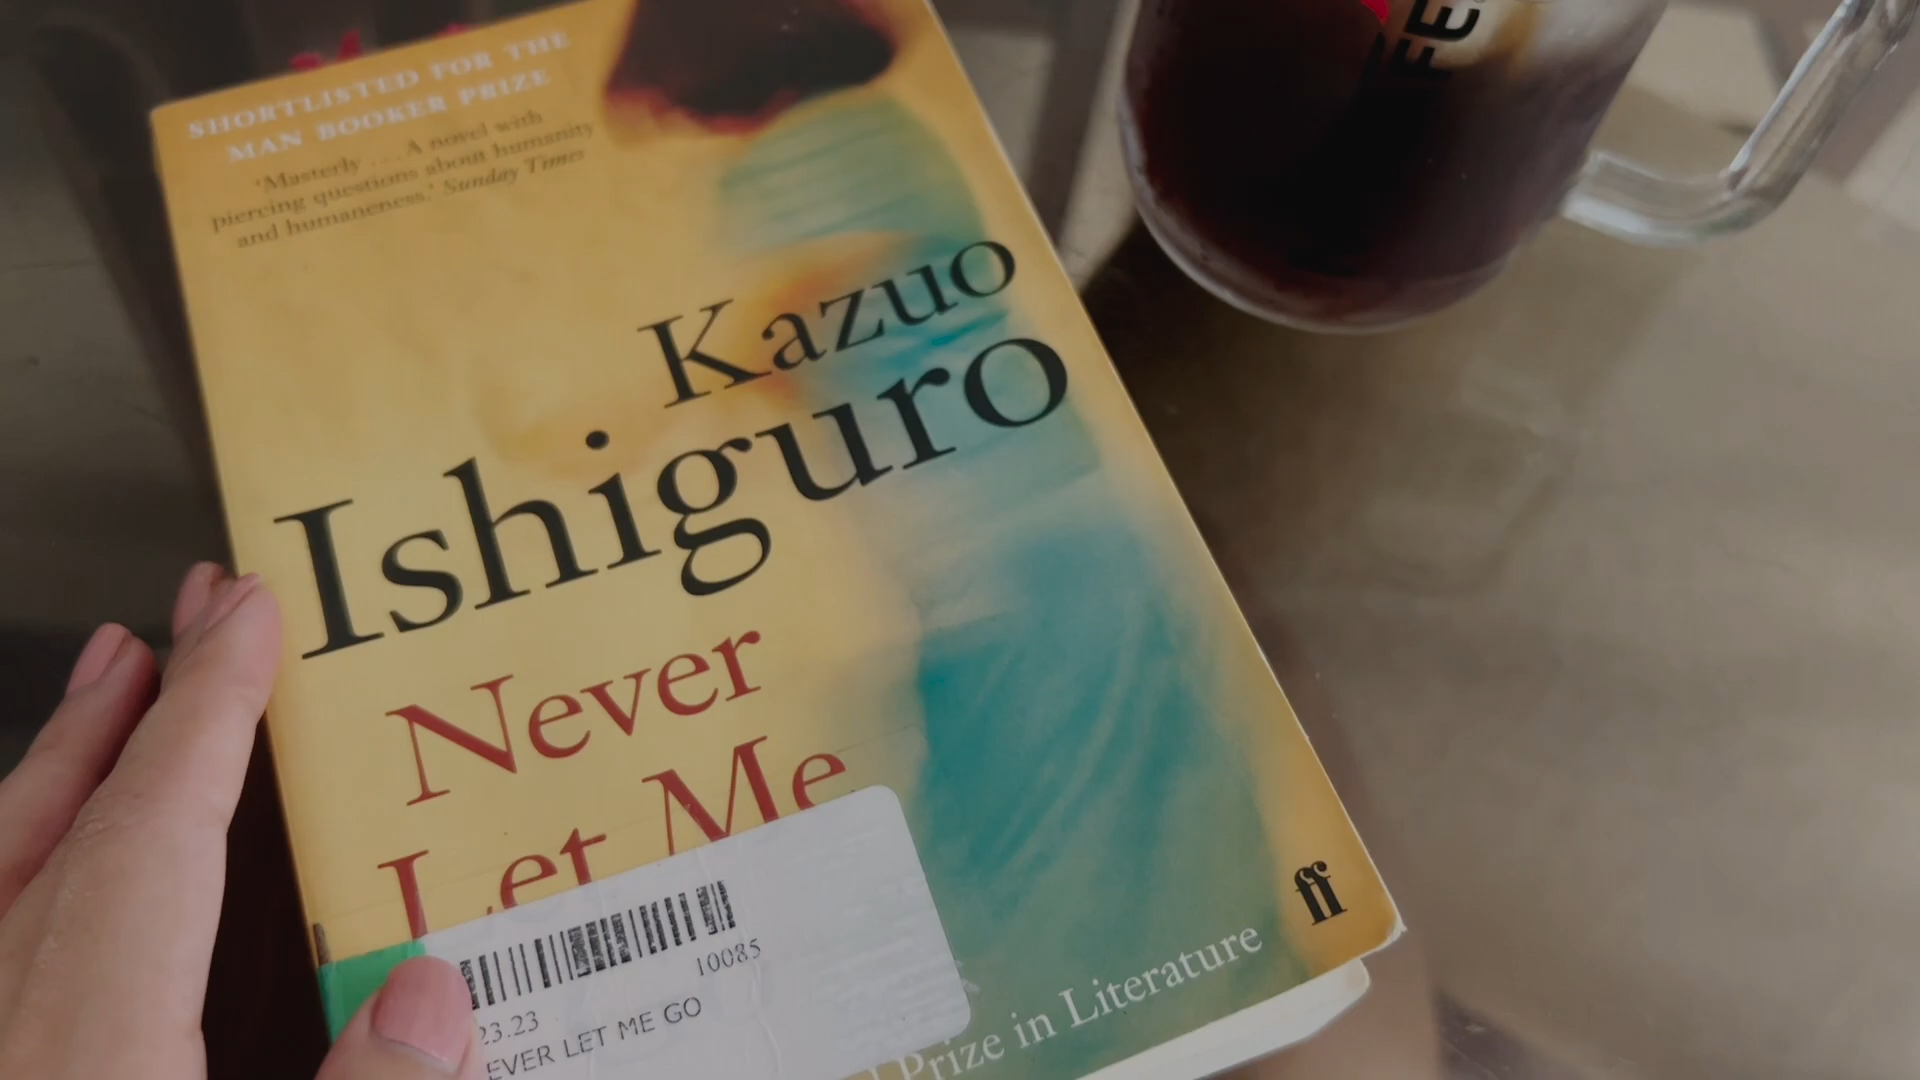 SHORTLISTED FOR THE
MAN BOOKER PRIZE
'Masterly ... A novel with
piercing questions about humanity
and humaneness.' Sunday Times
Kazuo
Ishiguro
Never
Let Me
10085
23.23
EVER LET ME GO
ff
Prize in Literature
FE